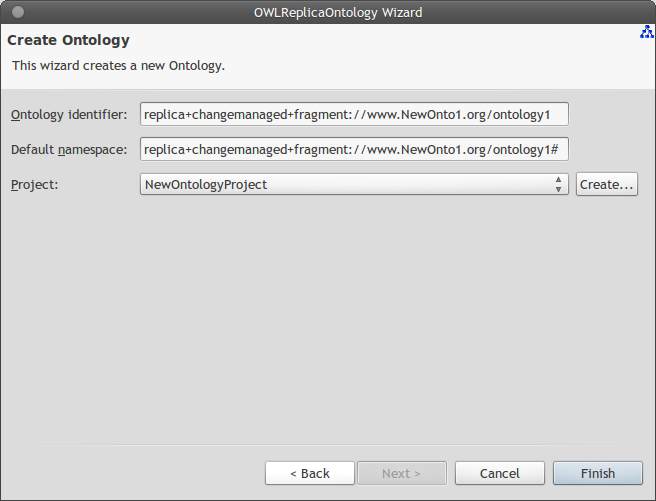 OWLReplicaOntology Wizard
Create Ontology
This wizard creates a new Ontology.
Ontology identifier: replica+changemanaged+fragment://www.NewOnto1.org/ontology1
Default namespace: replica+changemanaged+fragment://www.NewOnto1.org/ontology1#
Project: NewOntologyProject Create...
< Back Next > Cancel Finish